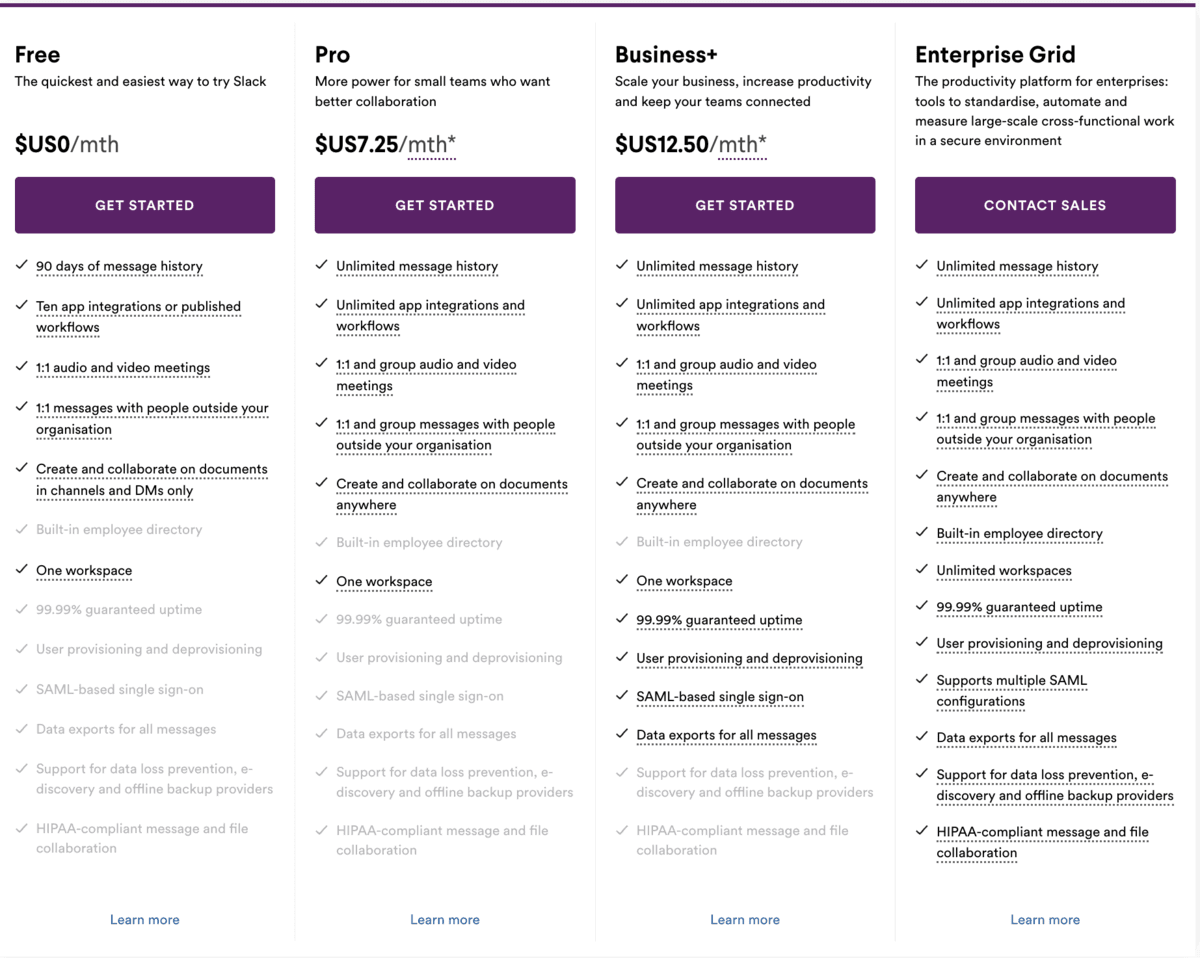 Free
The quickest and easiest way to try Slack
$US0/mth
GET STARTED
90 days of message history
Ten app integrations or published
workflows
1:1 audio and video meetings
1:1 messages with people outside your
organisation
Create and collaborate on documents
in channels and DMs only
Built-in employee directory
One workspace
99.99% guaranteed uptime
User provisioning and deprovisioning
SAML-based single sign-on
Data exports for all messages
Support for data loss prevention, e-
discovery and offline backup providers
HIPAA-compliant message and file
collaboration
Learn more
Pro
More power for small teams who want
better collaboration
$US7.25/mth*
GET STARTED
Unlimited message history
Unlimited app integrations and
workflows
1:1 and group audio and video
meetings
1:1 and group messages with people
outside your organisation
Create and collaborate on documents
anywhere
Built-in employee directory
One workspace
99.99% guaranteed uptime
User provisioning and deprovisioning
SAML-based single sign-on
Data exports for all messages
Support for data loss prevention, e-
discovery and offline backup providers
HIPAA-compliant message and file
collaboration
Learn more
Business+
Scale your business, increase productivity
and keep your teams connected
$US12.50/mth*
GET STARTED
Unlimited message history
Unlimited app integrations and
workflows
1:1 and group audio and video
meetings
1:1 and group messages with people
outside your organisation
Create and collaborate on documents
anywhere
Built-in employee directory
One workspace
99.99% guaranteed uptime
User provisioning and deprovisioning
SAML-based single sign-on
Data exports for all messages
Support for data loss prevention, e-
discovery and offline backup providers
HIPAA-compliant message and file
collaboration
Learn more
Enterprise Grid
The productivity platform for enterprises:
tools to standardise, automate and
measure large-scale cross-functional work
in a secure environment
CONTACT SALES
Unlimited message history
Unlimited app integrations and
workflows
1:1 and group audio and video
meetings
1:1 and group messages with people
outside your organisation
Create and collaborate on documents
anywhere
Built-in employee directory
Unlimited workspaces
99.99% guaranteed uptime
User provisioning and deprovisioning
Supports multiple SAML
configurations
Data exports for all messages
Support for data loss prevention, e-
discovery and offline backup providers
HIPAA-compliant message and file
collaboration
Learn more